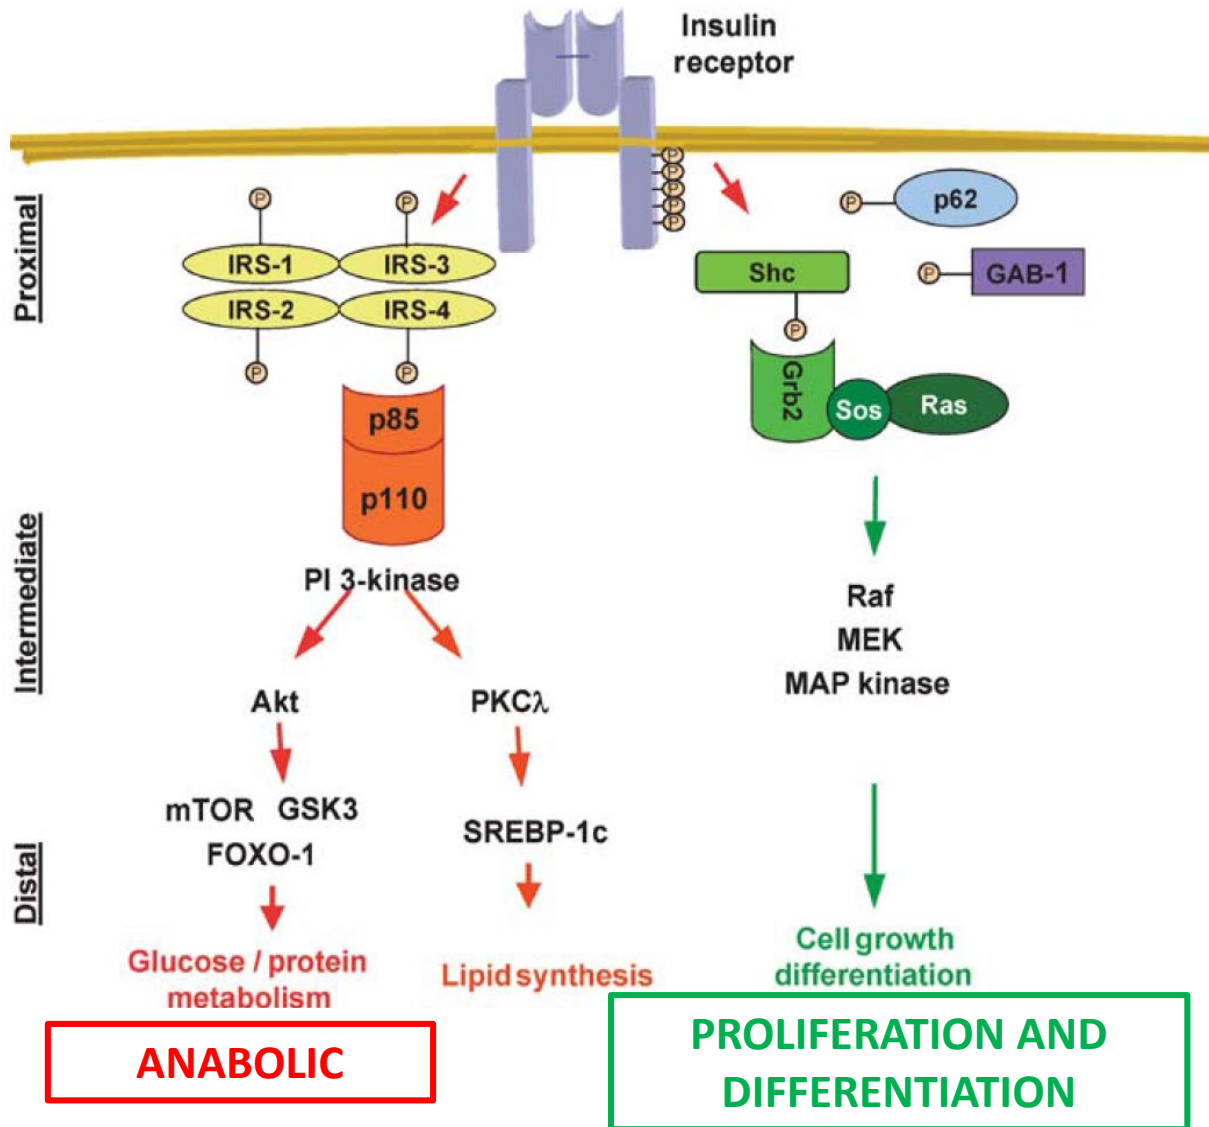 Insulin
receptor
Proximal
P
P
P
P
P
P
P
P
p62
P
IRS-1
IRS-3
Shc
P
GAB-1
IRS-2
IRS-4
P
P
P
Grb2
Sos
Ras
p85
p110
Intermediate
PI 3-kinase
Raf
MEK
MAP kinase
Akt
PKCλ
mTOR GSK3
FOXO-1
SREBP-1c
Distal
Glucose / protein
metabolism
Lipid synthesis
Cell growth
differentiation
ANABOLIC
PROLIFERATION AND
DIFFERENTIATION